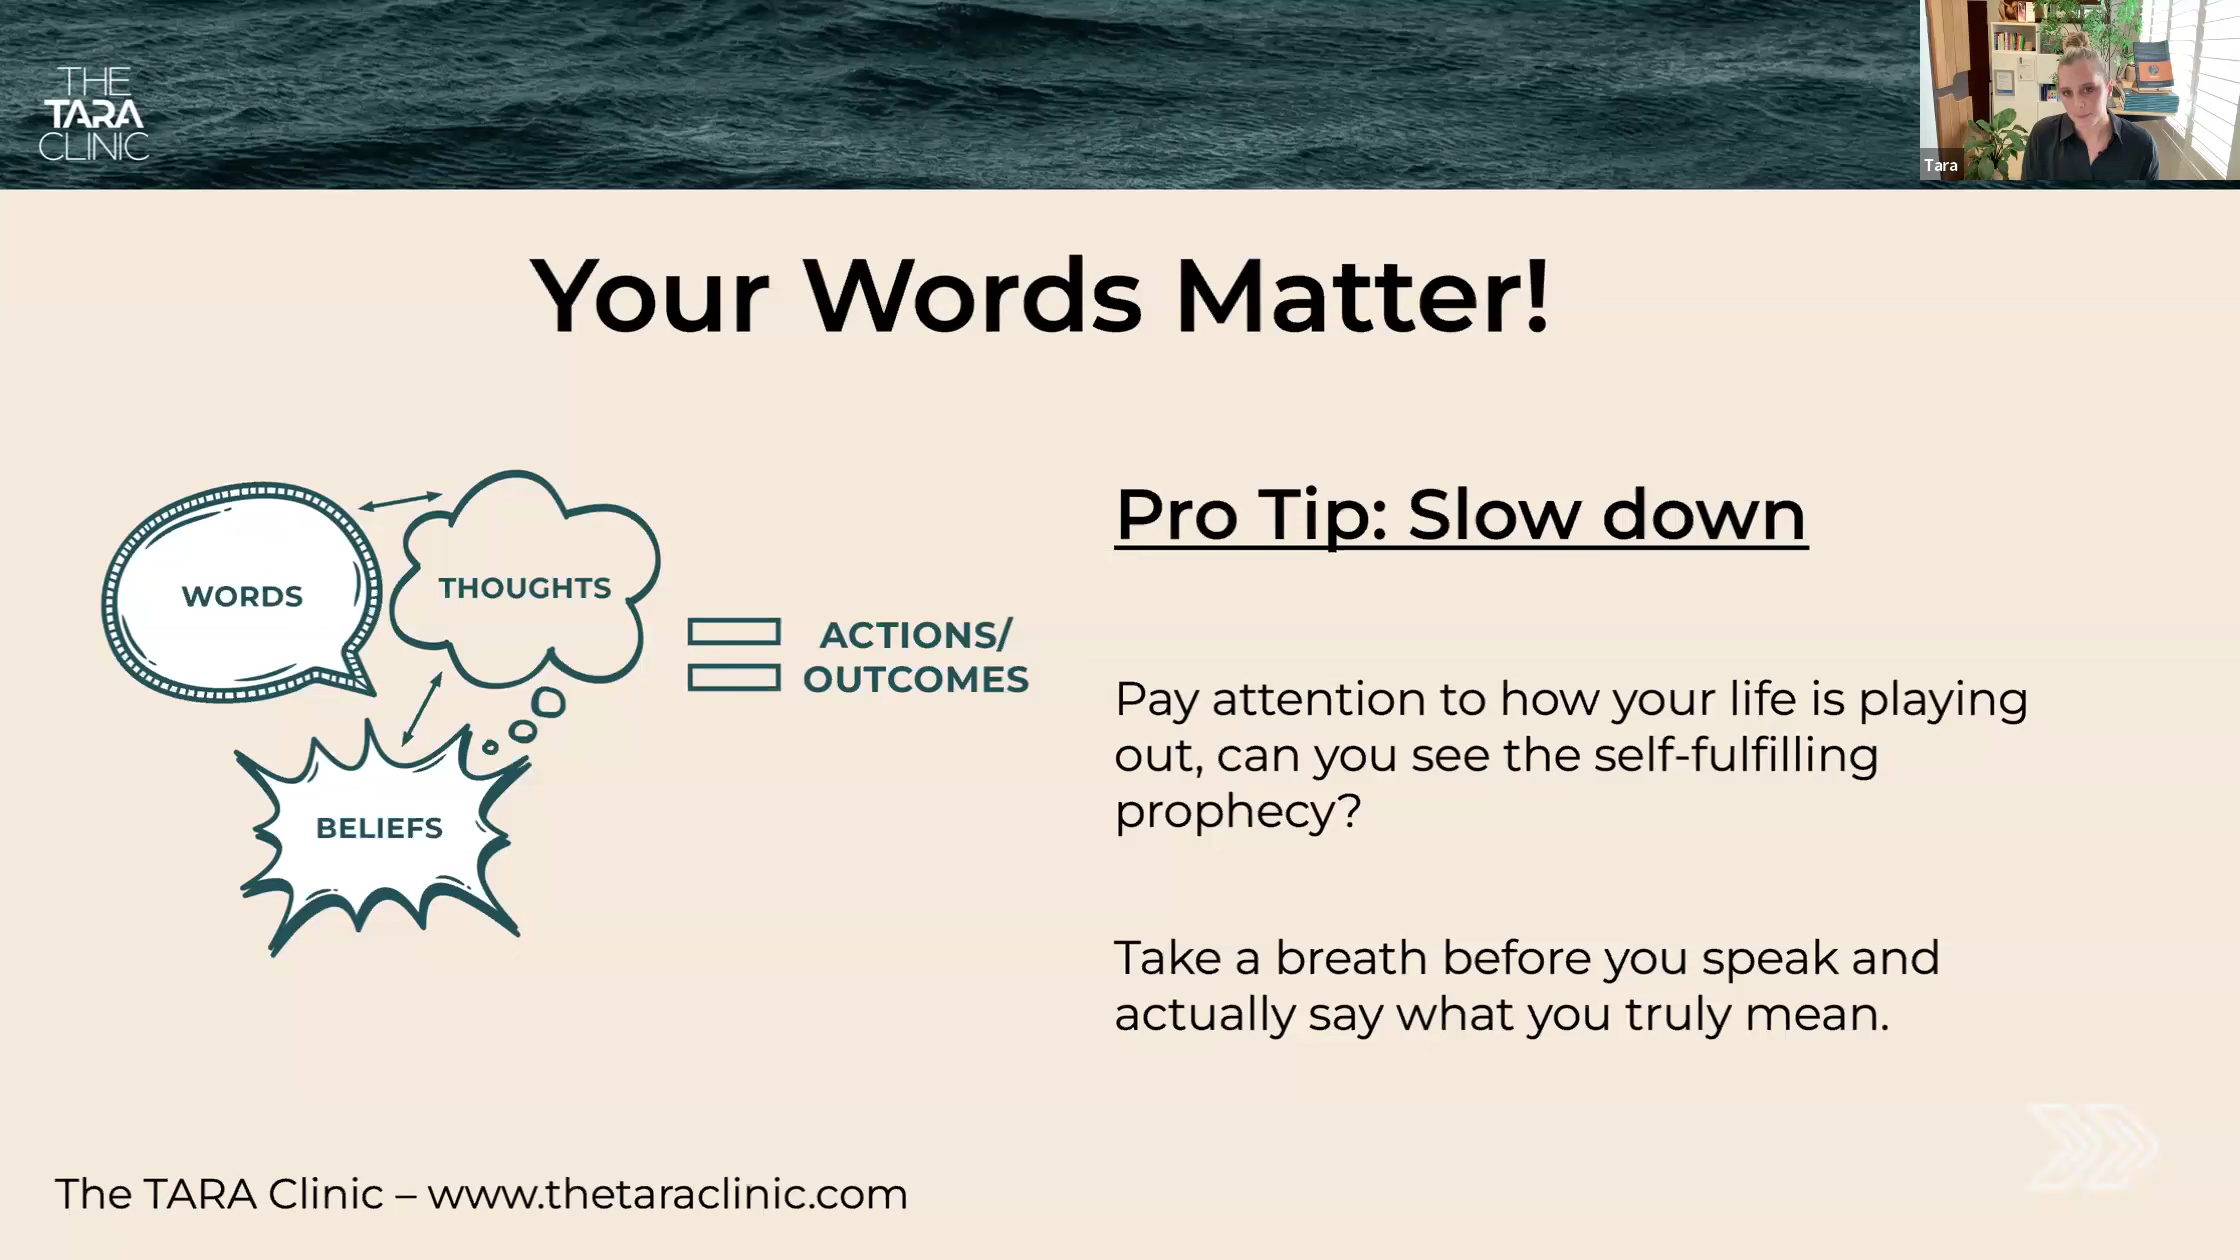 THE
TARA
CLINIC
Tara
Your Words Matter!
WORDS
THOUGHTS
BELIEFS
ACTIONS/
OUTCOMES
Pro Tip: Slow down
Pay attention to how your life is playing
out, can you see the self-fulfilling
prophecy?
Take a breath before you speak and
actually say what you truly mean.
The TARA Clinic – www.thetaraclinic.com